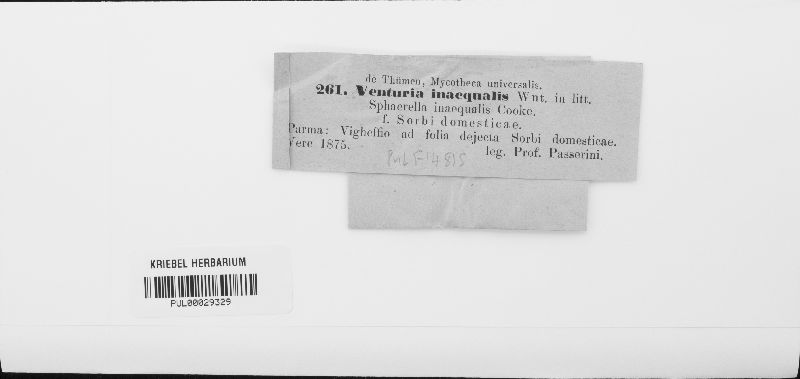 de Thümen, Mycotheca universalis.
261. Venturia inaequalis Wnt. in litt.
Sphaerella inaequalis Cooke.
f. Sorbi domesticae.
Parma: Vigheffio ad folia dejecta Sorbi domesticae.
Vere 1875. leg. Prof. Passerini.
PUL F14815
KRIEBEL HERBARIUM
PUL00029329